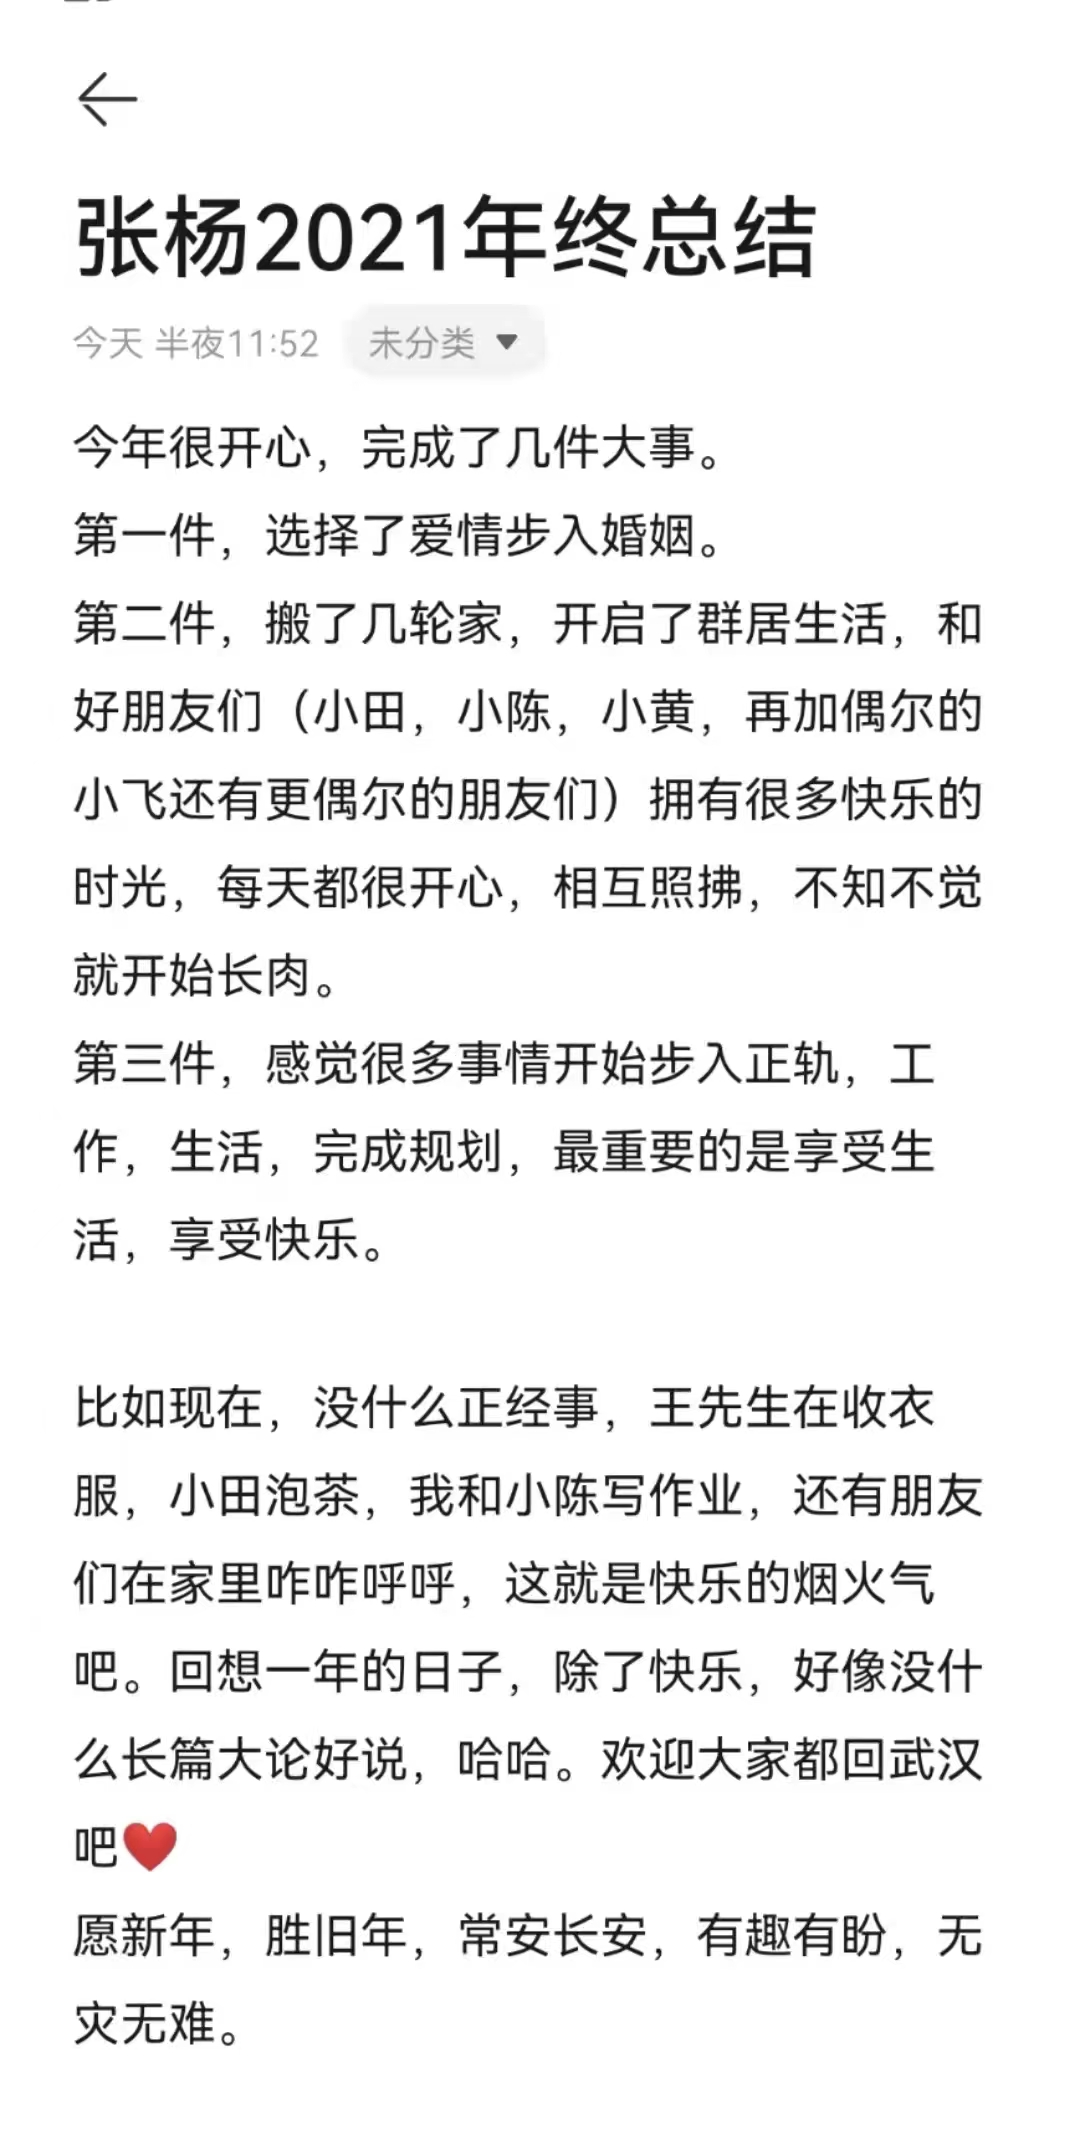 张杨2021年终总结
今天 半夜11:52 未分类
今年很开心，完成了几件大事。
第一件，选择了爱情步入婚姻。
第二件，搬了几轮家，开启了群居生活，和
好朋友们（小田，小陈，小黄，再加偶尔的
小飞还有更偶尔的朋友们）拥有很多快乐的
时光，每天都很开心，相互照拂，不知不觉
就开始长肉。
第三件，感觉很多事情开始步入正轨，工
作，生活，完成规划，最重要的是享受生
活，享受快乐。
比如现在，没什么正经事，王先生在收衣
服，小田泡茶，我和小陈写作业，还有朋友
们在家里咋咋呼呼，这就是快乐的烟火气
吧。回想一年的日子，除了快乐，好像没什
么长篇大论好说，哈哈。欢迎大家都回武汉
吧❤️
愿新年，胜旧年，常安长安，有趣有盼，无
灾无难。